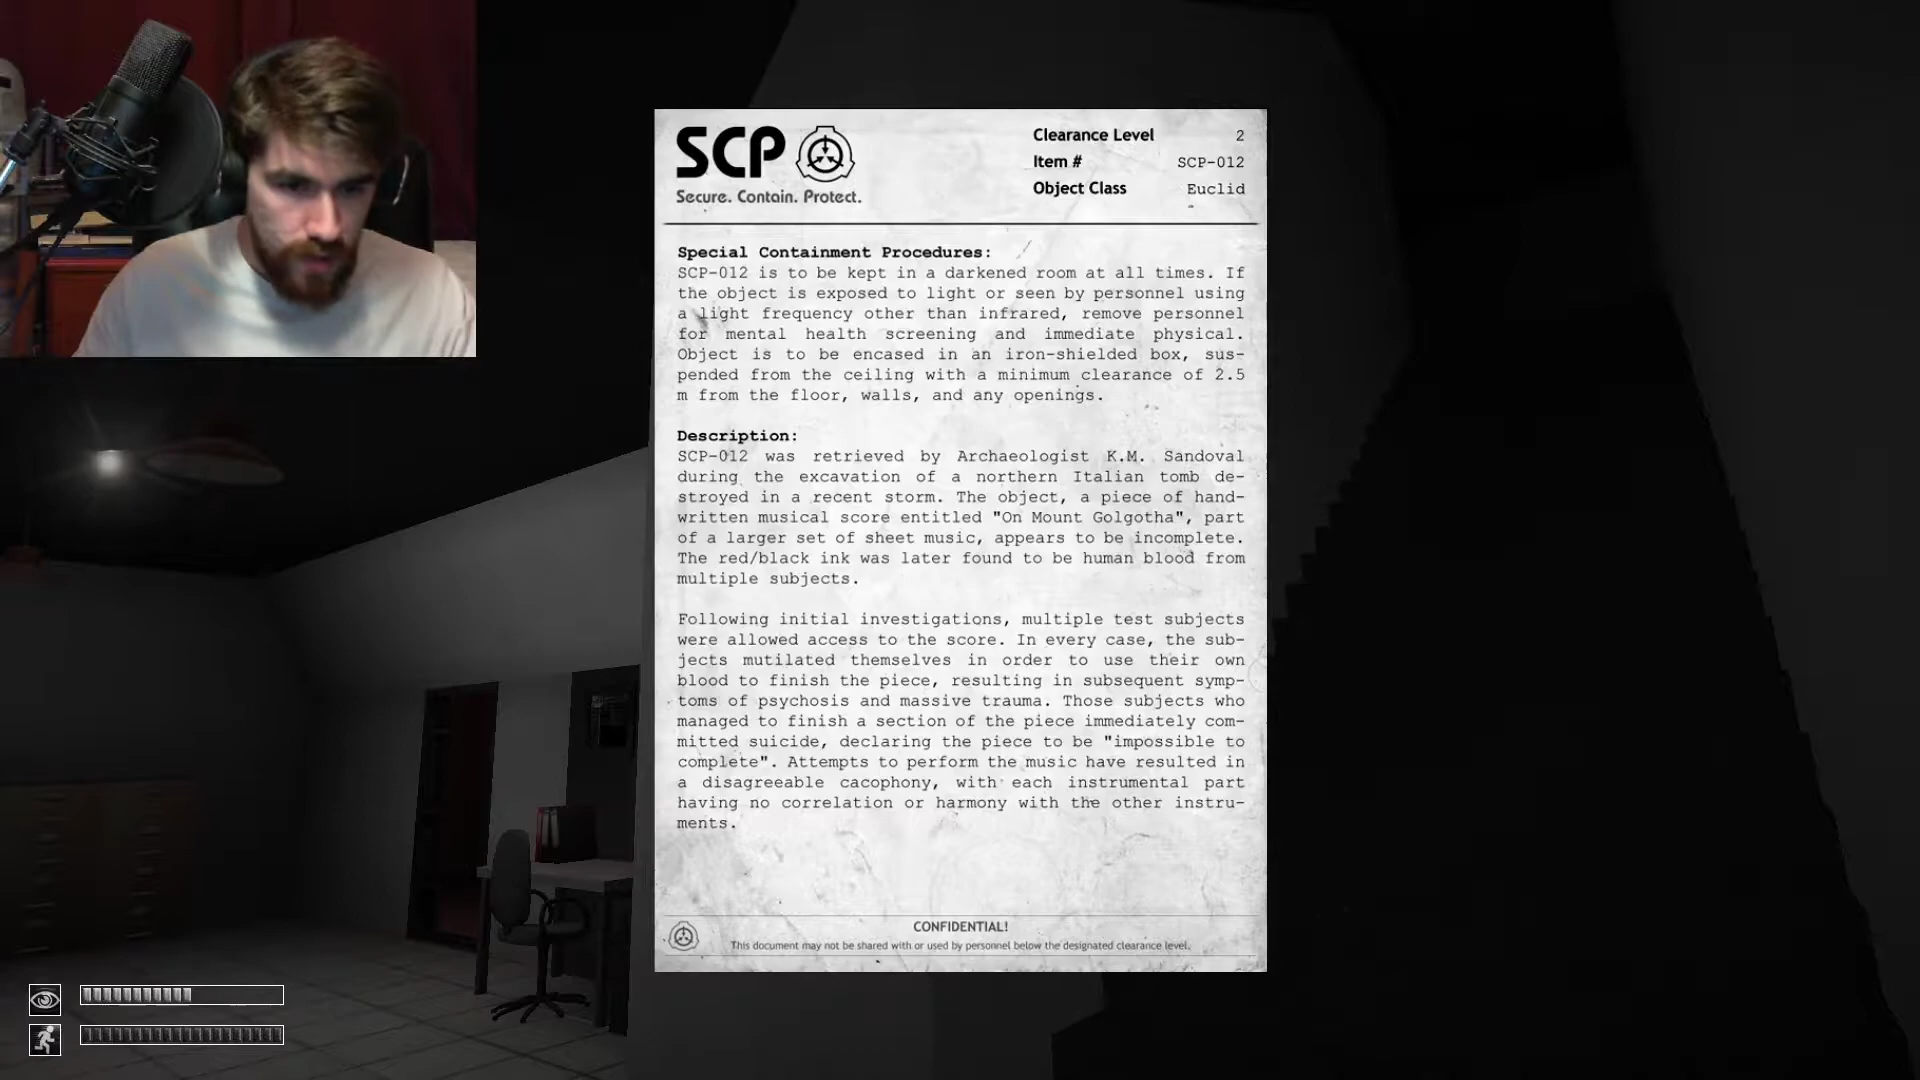 SCP
Secure. Contain. Protect.
Clearance Level 2
Item # SCP-012
Object Class Euclid
Special Containment Procedures:
SCP-012 is to be kept in a darkened room at all times. If
the object is exposed to light or seen by personnel using
a light frequency other than infrared, remove personnel
for mental health screening and immediate physical.
Object is to be encased in an iron-shielded box, sus-
pended from the ceiling with a minimum clearance of 2.5
m from the floor, walls, and any openings.
Description:
SCP-012 was retrieved by Archaeologist K.M. Sandoval
during the excavation of a northern Italian tomb de-
stroyed in a recent storm. The object, a piece of hand-
written musical score entitled "On Mount Golgotha", part
of a larger set of sheet music, appears to be incomplete.
The red/black ink was later found to be human blood from
multiple subjects.
Following initial investigations, multiple test subjects
were allowed access to the score. In every case, the sub-
jects mutilated themselves in order to use their own
blood to finish the piece, resulting in subsequent symp-
toms of psychosis and massive trauma. Those subjects who
managed to finish a section of the piece immediately com-
mitted suicide, declaring the piece to be "impossible to
complete". Attempts to perform the music have resulted in
a disagreeable cacophony, with each instrumental part
having no correlation or harmony with the other instru-
ments.
CONFIDENTIAL!
This document may not be shared with or used by personnel below the designated clearance level.